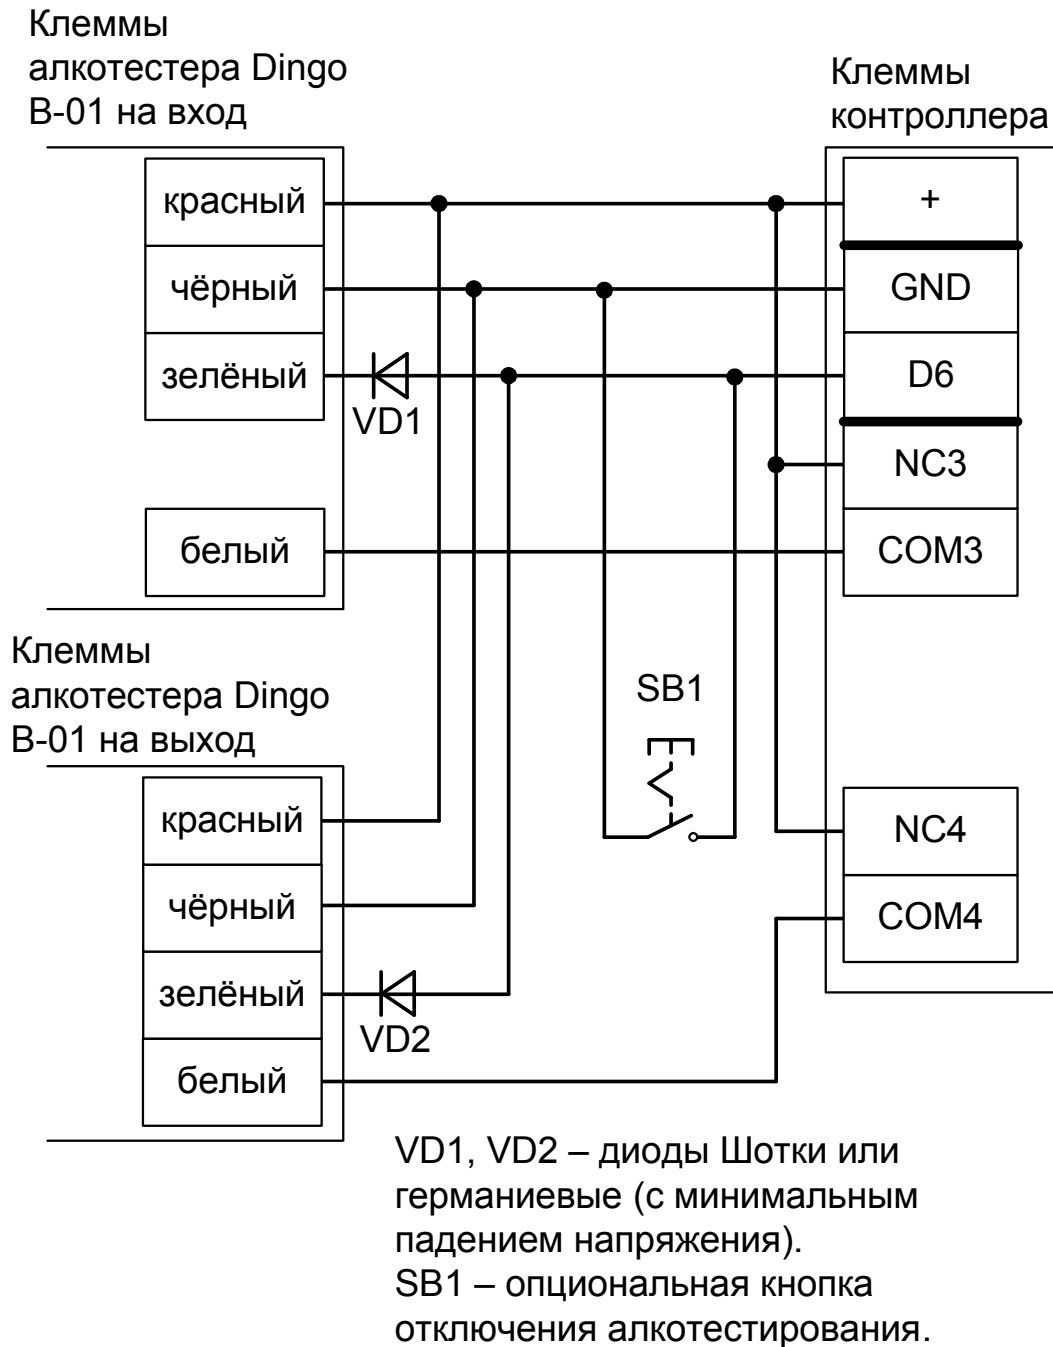 Клеммы
алкотестера Dingo
B-01 на вход
Клеммы
контроллера
красный
чёрный
зелёный
белый
VD1
+
GND
D6
NC3
COM3
Клеммы
алкотестера Dingo
B-01 на выход
SB1
красный
чёрный
зелёный
белый
VD2
NC4
COM4
VD1, VD2 – диоды Шотки или
германиевые (с минимальным
падением напряжения).
SB1 – опциональная кнопка
отключения алкотестирования.